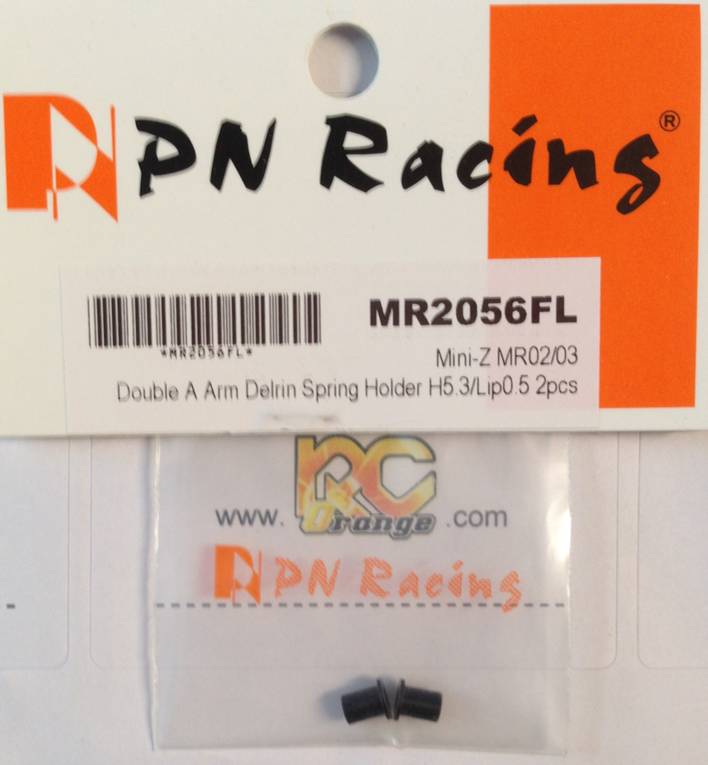 PN Racing®
MR2056FL
*MR2056FL*
Mini-Z MR02/03
Double A Arm Delrin Spring Holder H5.3/Lip0.5 2pcs
RC
www.Orange.com
PN Racing